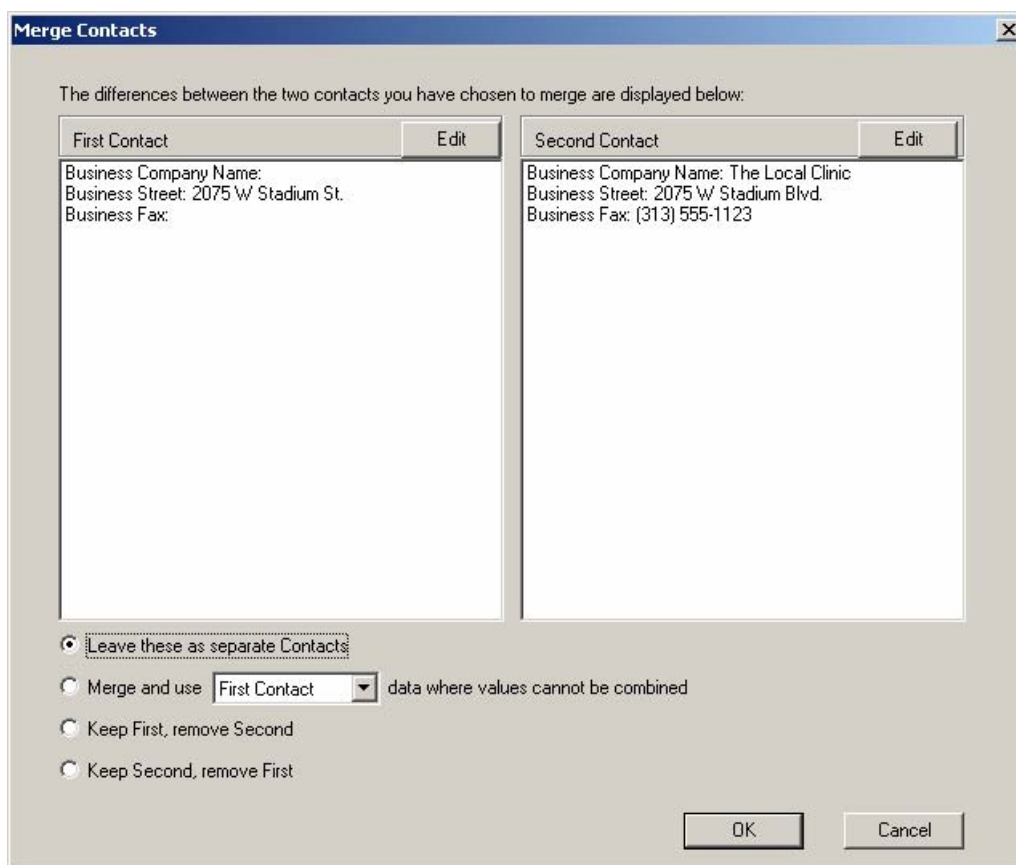 Merge Contacts
The differences between the two contacts you have chosen to merge are displayed below:
First Contact
Edit
Business Company Name:
Business Street: 2075 W Stadium St.
Business Fax:
Second Contact
Edit
Business Company Name: The Local Clinic
Business Street: 2075 W Stadium Blvd.
Business Fax: (313) 555-1123
Leave these as separate Contacts
Merge and use First Contact data where values cannot be combined
Keep First, remove Second
Keep Second, remove First
OK
Cancel